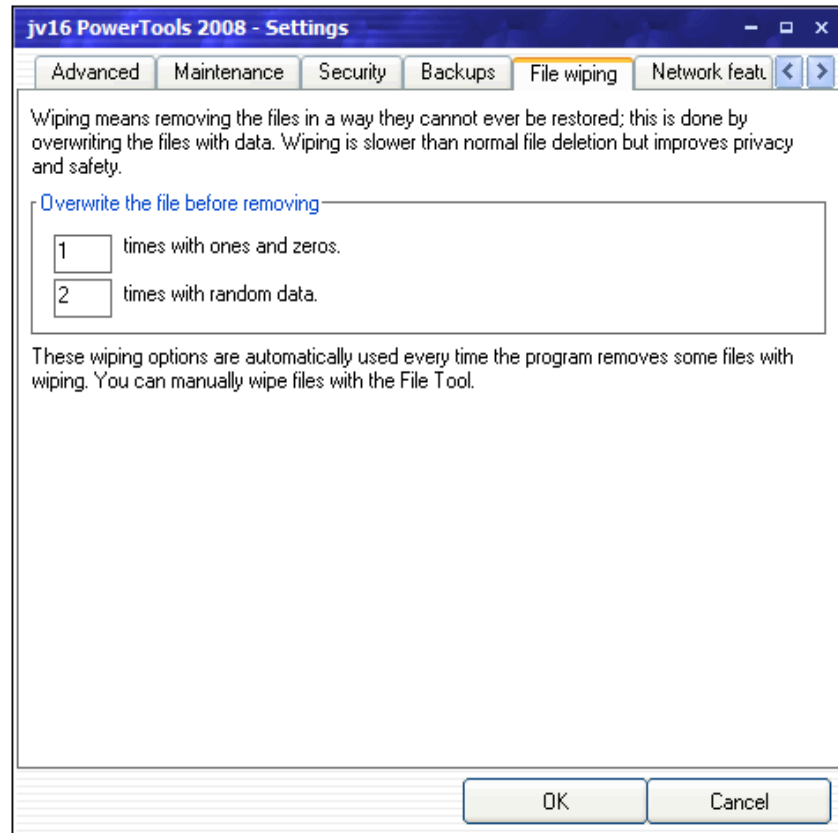 jv16 PowerTools 2008 - Settings
Advanced
Maintenance
Security
Backups
File wiping
Network featu
Wiping means removing the files in a way they cannot ever be restored; this is done by
overwriting the files with data. Wiping is slower than normal file deletion but improves privacy
and safety.
Overwrite the file before removing
1 times with ones and zeros.
2 times with random data.
These wiping options are automatically used every time the program removes some files with
wiping. You can manually wipe files with the File Tool.
OK
Cancel